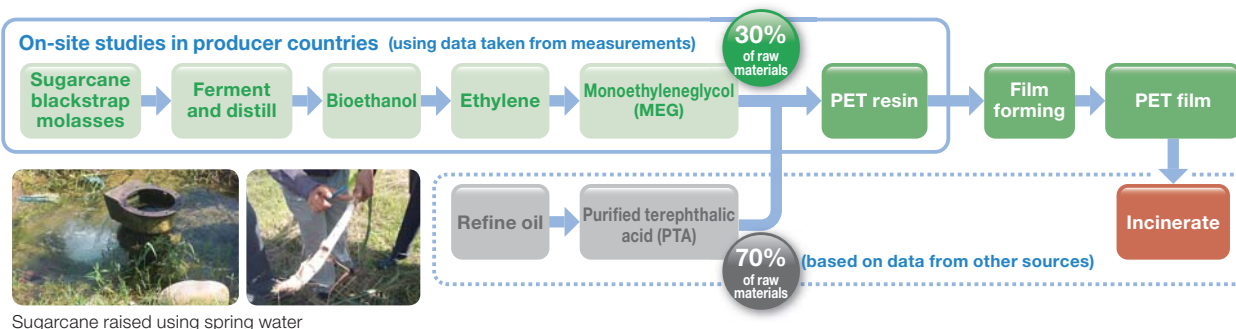 On-site studies in producer countries (using data taken from measurements)
30%
of raw
materials
Sugarcane
blackstrap
molasses
Ferment
and distill
Bioethanol
Ethylene
Monoethyleneglycol
(MEG)
PET resin
Film
forming
PET film
Refine oil
Purified terephthalic
acid (PTA)
70%
of raw
materials
(based on data from other sources)
Incinerate
Sugarcane raised using spring water